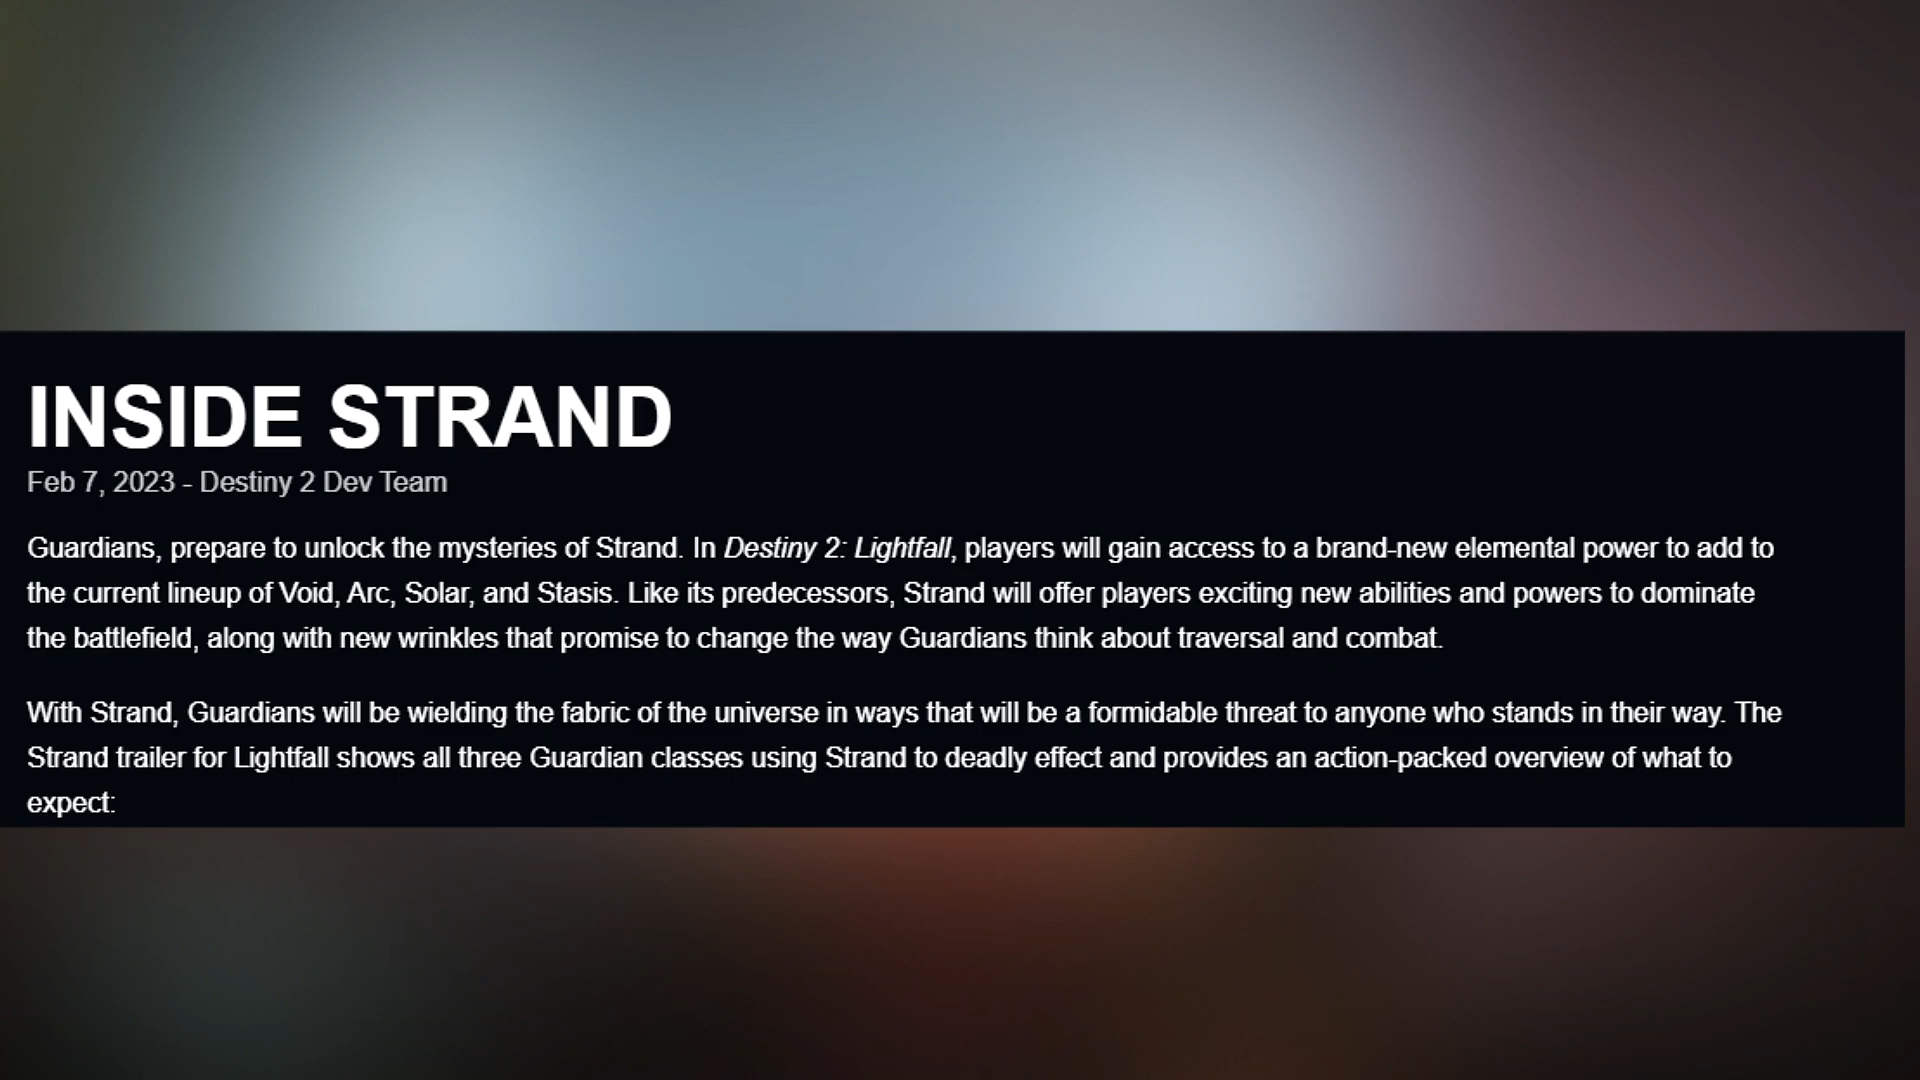 INSIDE STRAND
Feb 7, 2023 - Destiny 2 Dev Team
Guardians, prepare to unlock the mysteries of Strand. In Destiny 2: Lightfall, players will gain access to a brand-new elemental power to add to
the current lineup of Void, Arc, Solar, and Stasis. Like its predecessors, Strand will offer players exciting new abilities and powers to dominate
the battlefield, along with new wrinkles that promise to change the way Guardians think about traversal and combat.
With Strand, Guardians will be wielding the fabric of the universe in ways that will be a formidable threat to anyone who stands in their way. The
Strand trailer for Lightfall shows all three Guardian classes using Strand to deadly effect and provides an action-packed overview of what to
expect: